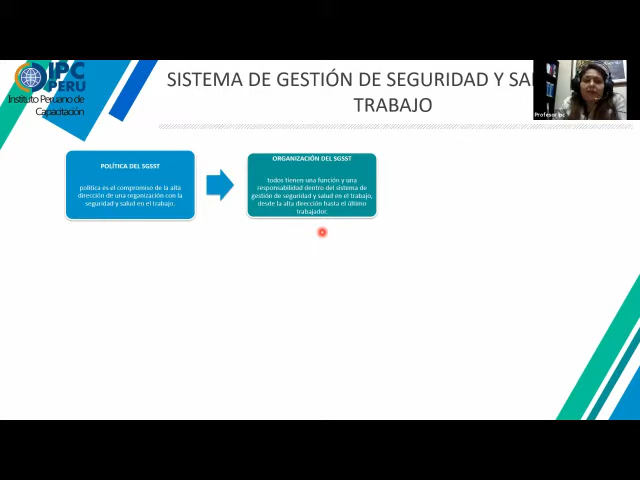 IPC
PERU
Instituto Peruano de
Capacitación
SISTEMA DE GESTIÓN DE SEGURIDAD Y
TRABAJO
Profesor Ipc
POLÍTICA DEL SGSST
política es el compromiso de la alta
dirección de una organización con la
seguridad y salud en el trabajo.
ORGANIZACIÓN DEL SGSST
todos tienen una función y una
responsabilidad dentro del sistema de
gestión de seguridad y salud en el trabajo,
desde la alta dirección hasta el último
trabajador.